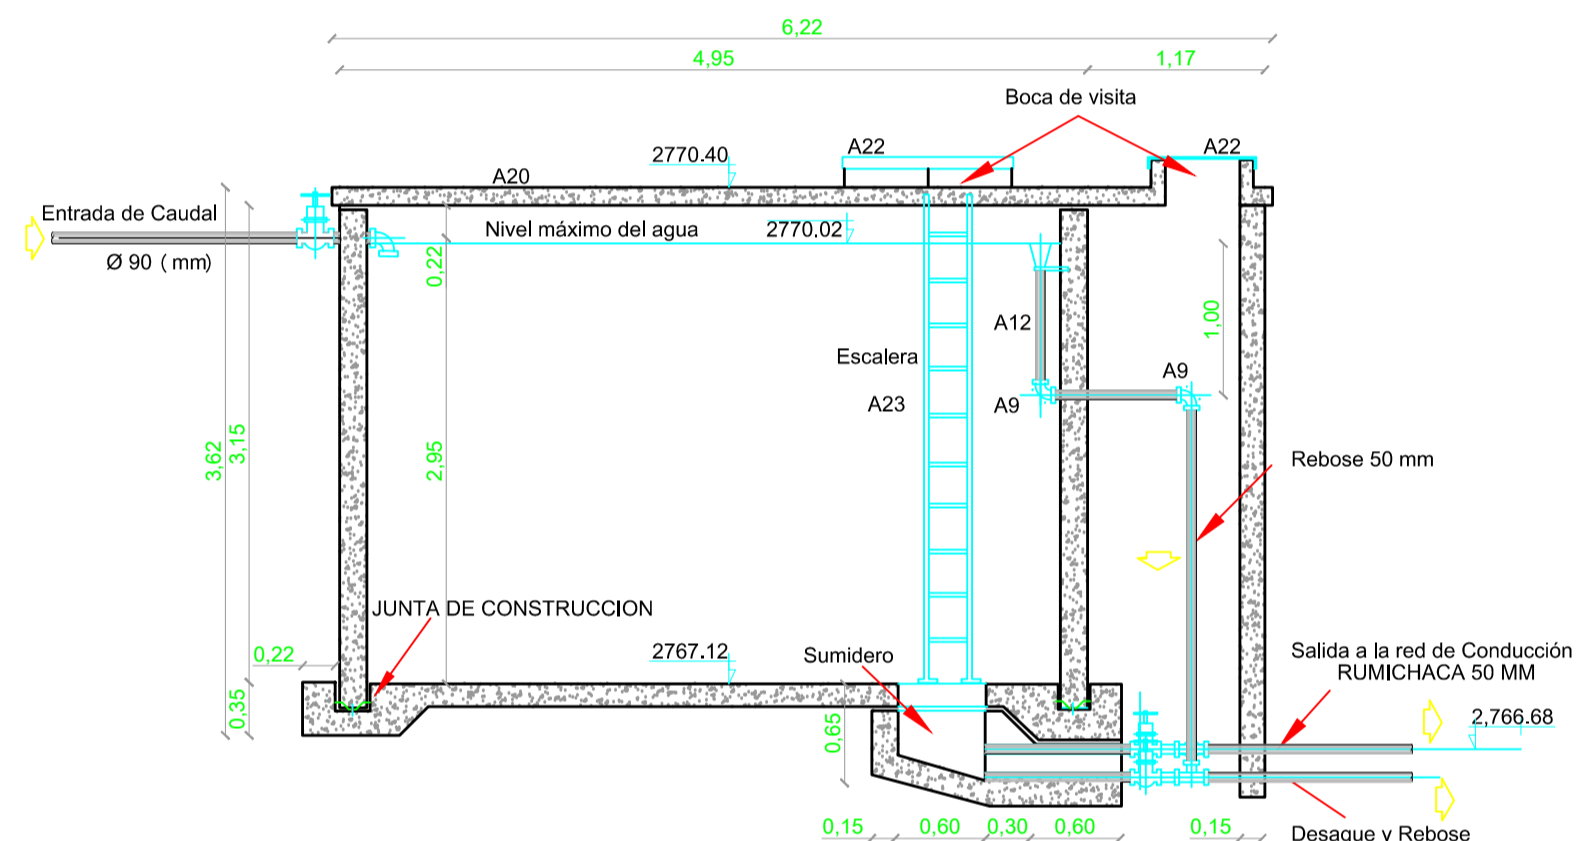 6,22
4,95
1,17
Boca de visita
A22
A22
2770.40
A20
Entrada de Caudal
Nivel máximo del agua
2770.02
Ø 90 ( mm)
0,22
1,00
A12
Escalera
A9
A23
A9
3,62
3,15
2,95
Rebose 50 mm
JUNTA DE CONSTRUCCION
0,22
2767.12
Sumidero
Salida a la red de Conducción
RUMICHACA 50 MM
0,35
0,65
2,766.68
0,15
0,60
0,30
0,60
0,15
Desague y Rebose